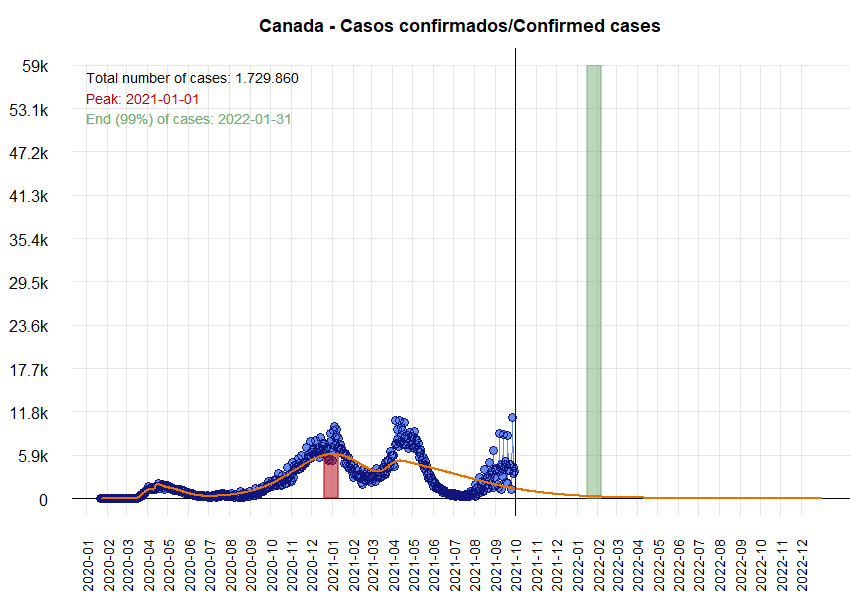 Canada - Casos confirmados/Confirmed cases
59k
Total number of cases: 1.729.860
Peak: 2021-01-01
End (99%) of cases: 2022-01-31
53.1k
47.2k
41.3k
35.4k
29.5k
23.6k
17.7k
11.8k
5.9k
0
2020-01
2020-02
2020-03
2020-04
2020-05
2020-06
2020-07
2020-08
2020-09
2020-10
2020-11
2020-12
2021-01
2021-02
2021-03
2021-04
2021-05
2021-06
2021-07
2021-08
2021-09
2021-10
2021-11
2021-12
2022-01
2022-02
2022-03
2022-04
2022-05
2022-06
2022-07
2022-08
2022-09
2022-10
2022-11
2022-12